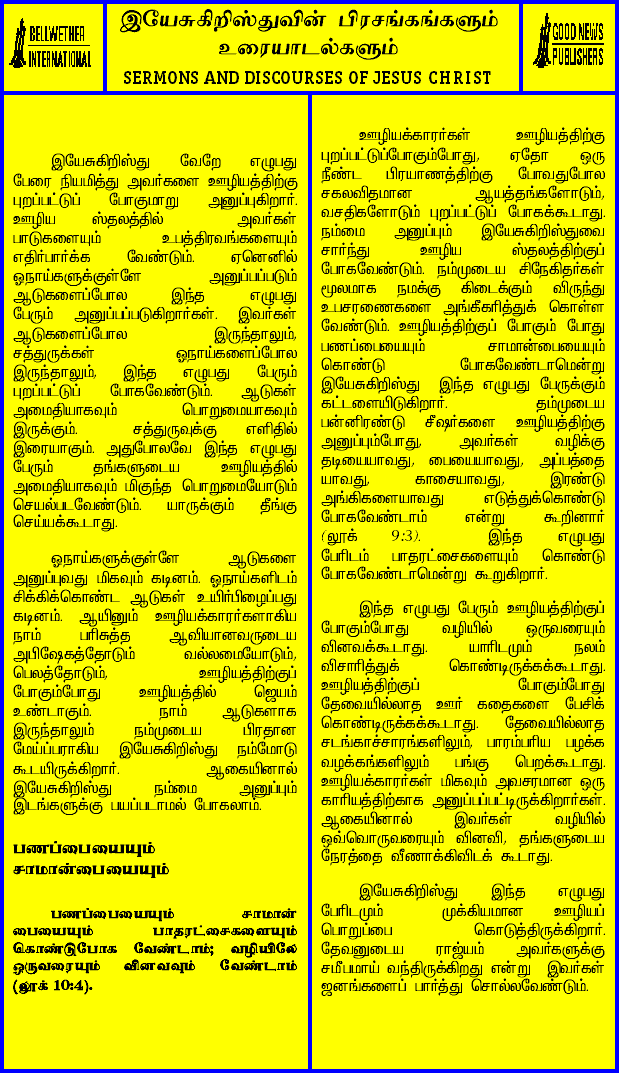 BELLWETHER
INTERNATIONAL
இயேசுகிறிஸ்துவின் பிரசங்கங்களும்
உரையாடல்களும்
SERMONS AND DISCOURSES OF JESUS CHRIST
GOOD NEWS
PUBLISHERS
இயேசுகிறிஸ்து வேறே எழுபது
பேரை நியமித்து அவர்களை ஊழியத்திற்கு
புறப்பட்டுப் போகுமாறு அனுப்புகிறார்.
ஊழிய ஸ்தலத்தில் அவர்கள்
பாடுகளையும் உபத்திரவங்களையும்
எதிர்பார்க்க வேண்டும். ஏனெனில்
ஓநாய்களுக்குள்ளே அனுப்பப்படும்
ஆடுகளைப்போல இந்த எழுபது
பேரும் அனுப்பப்படுகிறார்கள். இவர்கள்
ஆடுகளைப்போல இருந்தாலும்,
சத்துருக்கள் ஓநாய்களைப்போல
இருந்தாலும், இந்த எழுபது பேரும்
புறப்பட்டுப் போகவேண்டும். ஆடுகள்
அமைதியாகவும் பொறுமையாகவும்
இருக்கும். சத்துருவுக்கு எளிதில்
இரையாகும். அதுபோலவே இந்த எழுபது
பேரும் தங்களுடைய ஊழியத்தில்
அமைதியாகவும் மிகுந்த பொறுமையோடும்
செயல்படவேண்டும். யாருக்கும் தீங்கு
செய்யக்கூடாது.
ஓநாய்களுக்குள்ளே ஆடுகளை
அனுப்புவது மிகவும் கடினம். ஓநாய்களிடம்
சிக்கிக்கொண்ட ஆடுகள் உயிர்பிழைப்பது
கடினம். ஆயினும் ஊழியக்காரர்களாகிய
நாம் பரிசுத்த ஆவியானவருடைய
அபிஷேகத்தோடும் வல்லமையோடும்,
பெலத்தோடும், ஊழியத்திற்குப்
போகும்போது ஊழியத்தில் ஜெயம்
உண்டாகும். நாம் ஆடுகளாக
இருந்தாலும் நம்முடைய பிரதான
மேய்ப்பராகிய இயேசுகிறிஸ்து நம்மோடு
கூடயிருக்கிறார். ஆகையினால்
இயேசுகிறிஸ்து நம்மை அனுப்பும்
இடங்களுக்கு பயப்படாமல் போகலாம்.
பணப்பையையும்
சாமான்பையையும்
பணப்பையையும் சாமான்
பையையும் பாதரட்சைகளையும்
கொண்டுபோக வேண்டாம்; வழியிலே
ஒருவரையும் வினவவும் வேண்டாம்
(லூக் 10:4).
ஊழியக்காரர்கள் ஊழியத்திற்கு
புறப்பட்டுப்போகும்போது, ஏதோ ஒரு
நீண்ட பிரயாணத்திற்கு போவதுபோல
சகலவிதமான ஆயத்தங்களோடும்,
வசதிகளோடும் புறப்பட்டுப் போகக்கூடாது.
நம்மை அனுப்பும் இயேசுகிறிஸ்துவை
சார்ந்து ஊழிய ஸ்தலத்திற்குப்
போகவேண்டும். நம்முடைய சிநேகிதர்கள்
மூலமாக நமக்கு கிடைக்கும் விருந்து
உபசரணைகளை அங்கீகரித்துக் கொள்ள
வேண்டும். ஊழியத்திற்குப் போகும் போது
பணப்பையையும் சாமான்பையையும்
கொண்டு போகவேண்டாமென்று
இயேசுகிறிஸ்து இந்த எழுபது பேருக்கும்
கட்டளையிடுகிறார். தம்முடைய
பன்னிரண்டு சீஷர்களை ஊழியத்திற்கு
அனுப்பும்போது, அவர்கள் வழிக்கு
தடியையாவது, பையையாவது, அப்பத்தை
யாவது, காசையாவது, இரண்டு
அங்கிகளையாவது எடுத்துக்கொண்டு
போகவேண்டாம் என்று கூறினார்
(லூக் 9:3). இந்த எழுபது
பேரிடம் பாதரட்சைகளையும் கொண்டு
போகவேண்டாமென்று கூறுகிறார்.
இந்த எழுபது பேரும் ஊழியத்திற்குப்
போகும்போது வழியில் ஒருவரையும்
வினவக்கூடாது. யாரிடமும் நலம்
விசாரித்துக் கொண்டிருக்கக்கூடாது.
ஊழியத்திற்குப் போகும்போது
தேவையில்லாத ஊர் கதைகளை பேசிக்
கொண்டிருக்கக்கூடாது. தேவையில்லாத
சடங்காச்சாரங்களிலும், பாரம்பரிய பழக்க
வழக்கங்களிலும் பங்கு பெறக்கூடாது.
ஊழியக்காரர்கள் மிகவும் அவசரமான ஒரு
காரியத்திற்காக அனுப்பப்பட்டிருக்கிறார்கள்.
ஆகையினால் இவர்கள் வழியில்
ஒவ்வொருவரையும் வினவி, தங்களுடைய
நேரத்தை வீணாக்கிவிடக் கூடாது.
இயேசுகிறிஸ்து இந்த எழுபது
பேரிடமும் முக்கியமான ஊழியப்
பொறுப்பை கொடுத்திருக்கிறார்.
தேவனுடைய ராஜ்யம் அவர்களுக்கு
சமீபமாய் வந்திருக்கிறது என்று இவர்கள்
ஜனங்களைப் பார்த்து சொல்லவேண்டும்.